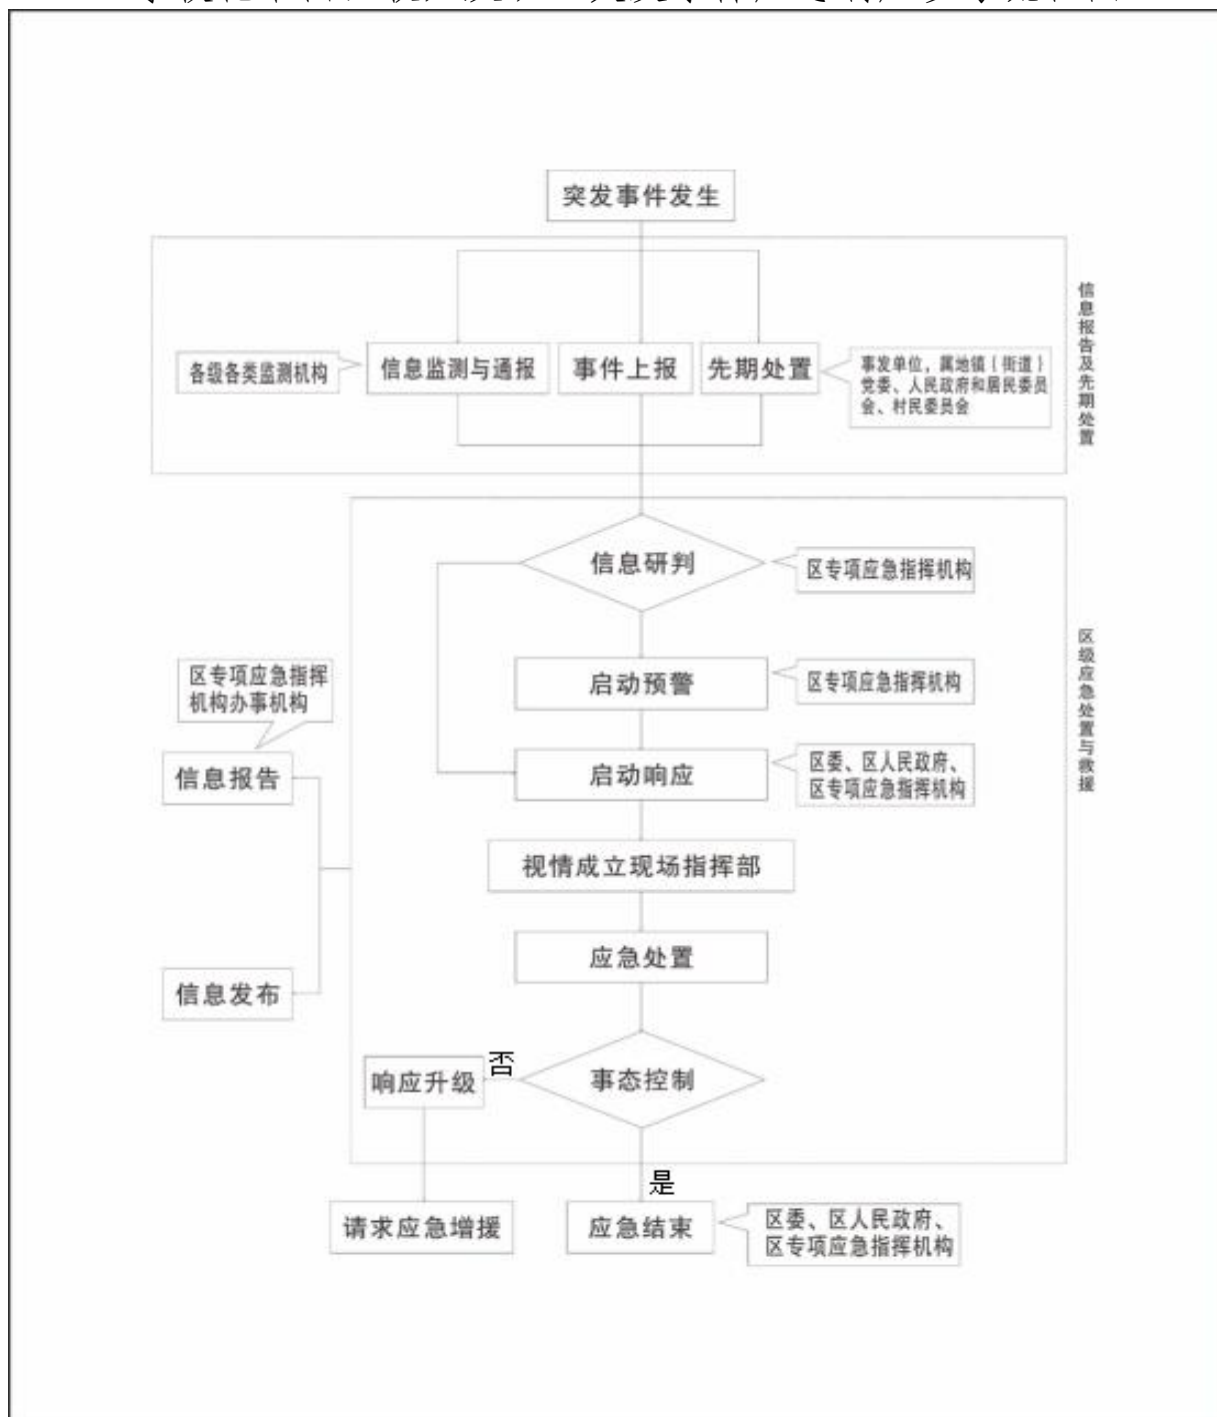 突发事件发生
信息报告及先期处置
各级各类监测机构
信息监测与通报
事件上报
先期处置
事发单位，属地镇{街道}
党委、人民政府和居民委员
会、村民委员会
区级应急处置与救援
信息研判
区专项应急指挥机构
启动预警
区专项应急指挥机构
区专项应急指挥
机构办事机构
信息报告
启动响应
区委、区人民政府、
区专项应急指挥机构
视情成立现场指挥部
应急处置
信息发布
事态控制
否
响应升级
是
请求应急增援
应急结束
区委、区人民政府、
区专项应急指挥机构